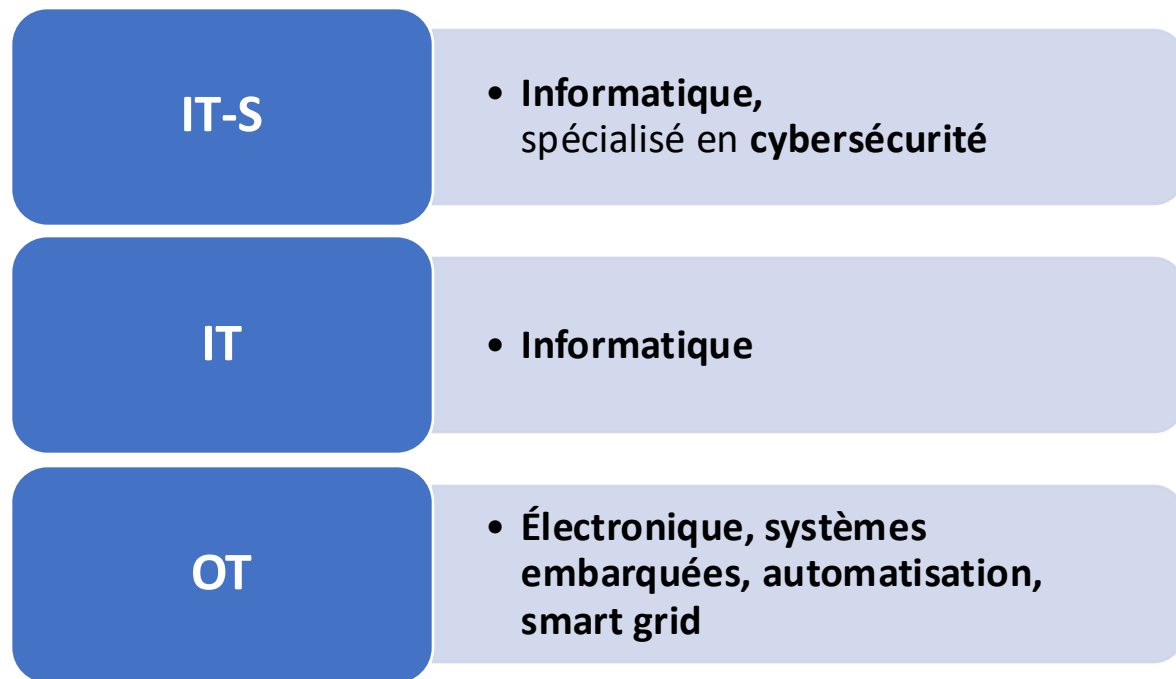 IT-S
• Informatique,
spécialisé en cybersécurité
IT
• Informatique
OT
• Électronique, systèmes
embarquées, automatisation,
smart grid